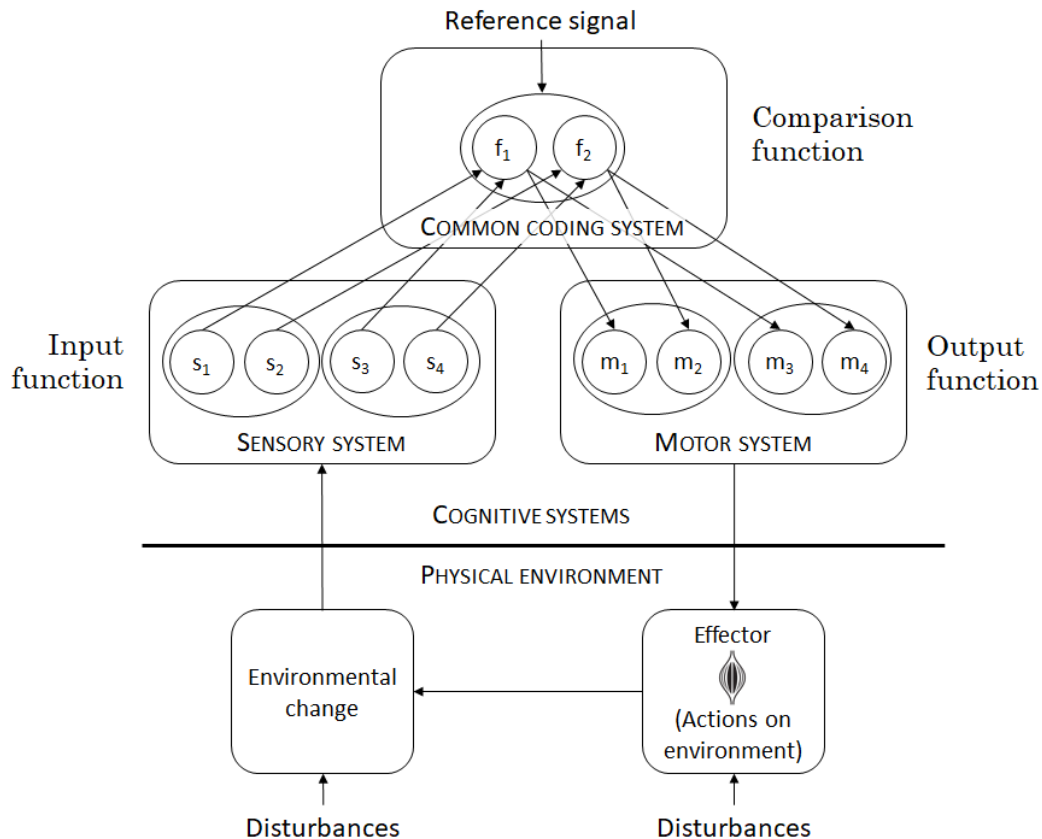 Reference signal
Comparison
function
f₁ f₂
COMMON CODING SYSTEM
Input
function
s₁ s₂ s₃ s₄
SENSORY SYSTEM
m₁ m₂ m₃ m₄
MOTOR SYSTEM
Output
function
COGNITIVE SYSTEMS
PHYSICAL ENVIRONMENT
Environmental
change
Effector
(Actions on
environment)
Disturbances
Disturbances